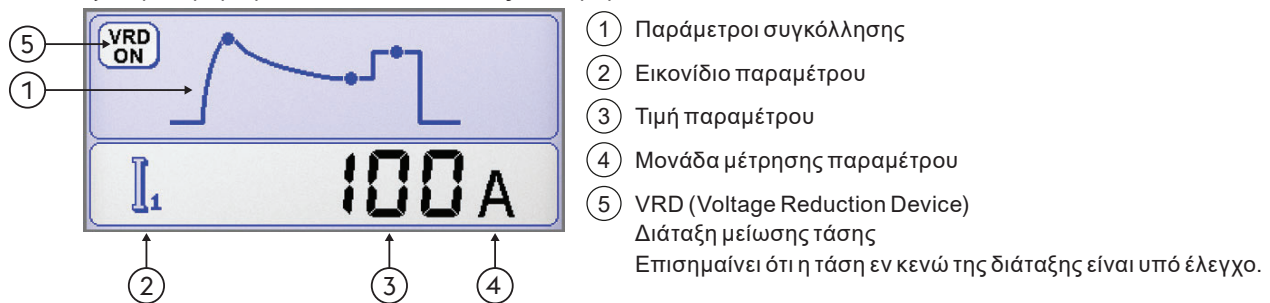 VRD
ON
5
1
I1
100 A
2
3
4
1 Παράμετροι συγκόλλησης
2 Εικονίδιο παραμέτρου
3 Τιμή παραμέτρου
4 Μονάδα μέτρησης παραμέτρου
5 VRD (Voltage Reduction Device)
Διάταξη μείωσης τάσης
Επισημαίνει ότι η τάση εν κενώ της διάταξης είναι υπό έλεγχο.